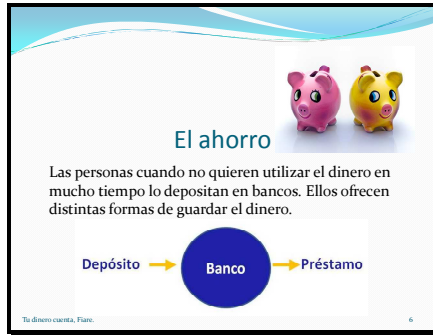 El ahorro
Las personas cuando no quieren utilizar el dinero en
mucho tiempo lo depositan en bancos. Ellos ofrecen
distintas formas de guardar el dinero.
Depósito Banco Préstamo
Tu dinero cuenta, Fiare. 6